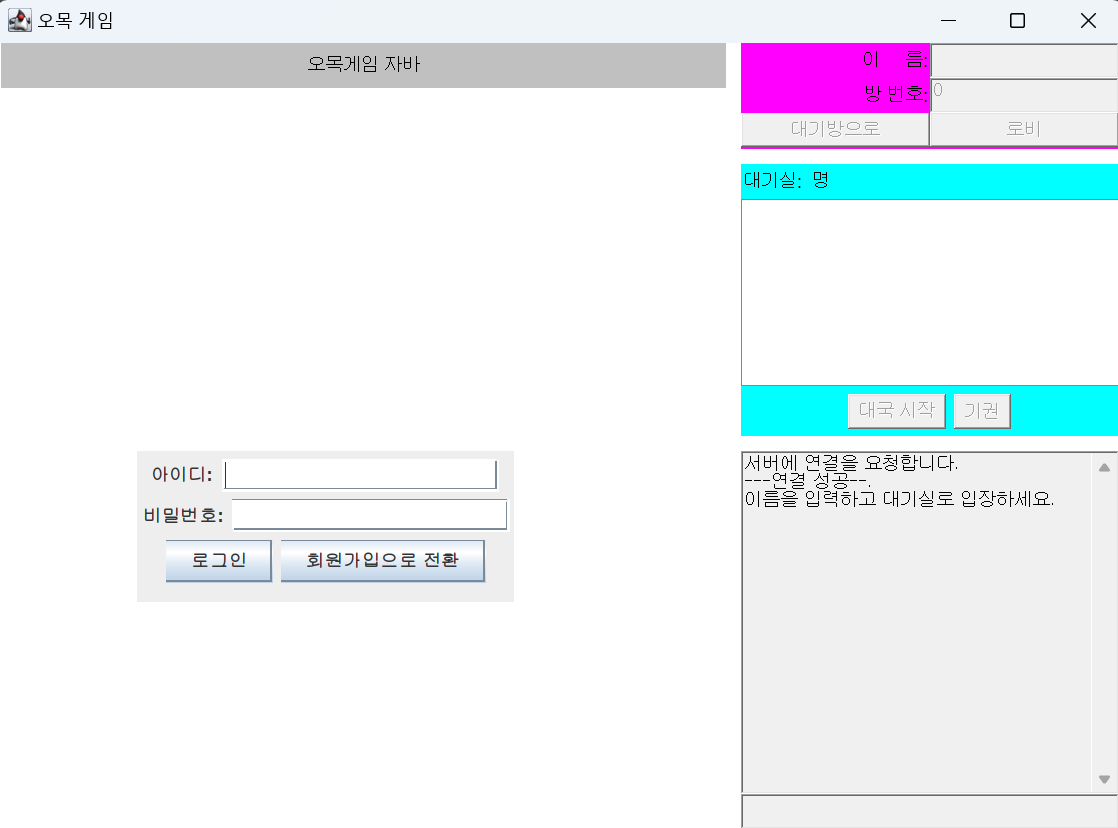 오목 게임
오목게임 자바
이 름:
방 번호: 0
대기방으로 로비
대기실: 명
대국 시작 기권
아이디:
비밀번호:
로그인 회원가입으로 전환
서버에 연결을 요청합니다.
---연결 성공--.
이름을 입력하고 대기실로 입장하세요.